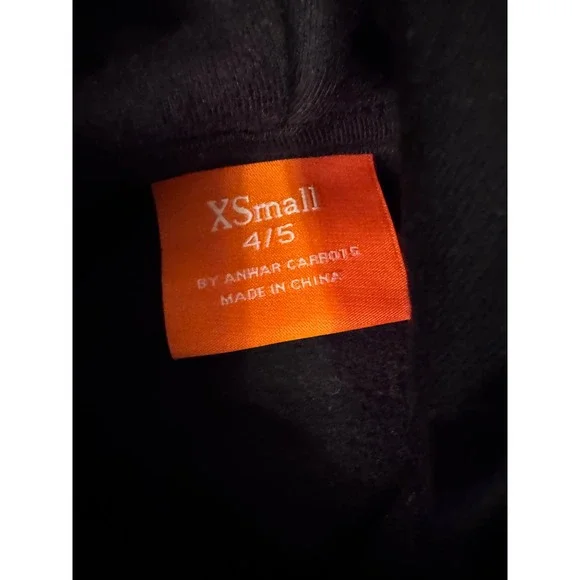 XSmall
4/5
BY ANWAR CARROTS
MADE IN CHINA